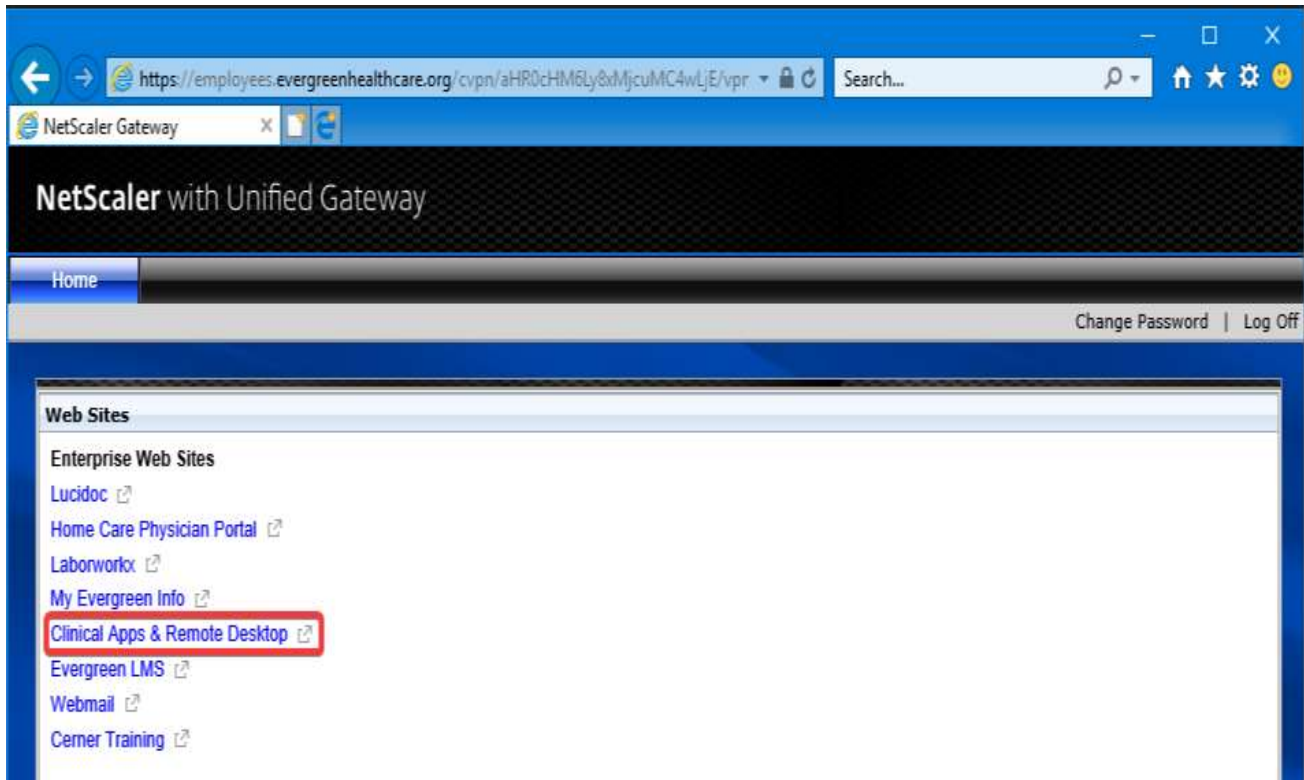 https://employees.evergreenhealthcare.org/cvpn/aHR0cHM6Ly8xMjcuMC4wLjE/vpr Search...
NetScaler Gateway
NetScaler with Unified Gateway
Home
Change Password | Log Off
Web Sites
Enterprise Web Sites
Lucidoc
Home Care Physician Portal
Laborworkx
My Evergreen Info
Clinical Apps & Remote Desktop
Evergreen LMS
Webmail
Cerner Training